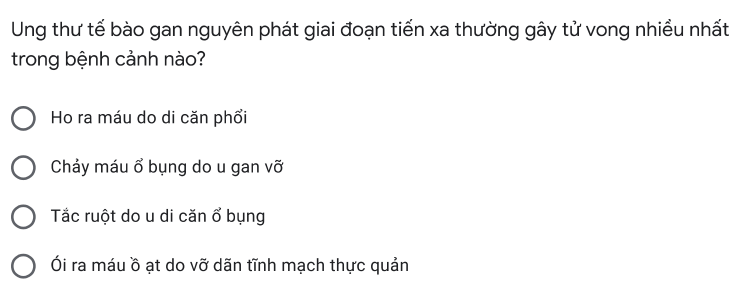 Ung thư tế bào gan nguyên phát giai đoạn tiến xa thường gây tử vong nhiều nhất
trong bệnh cảnh nào?
Ho ra máu do di căn phổi
Chảy máu ổ bụng do u gan vỡ
Tắc ruột do u di căn ổ bụng
Ói ra máu ồ ạt do vỡ dãn tĩnh mạch thực quản